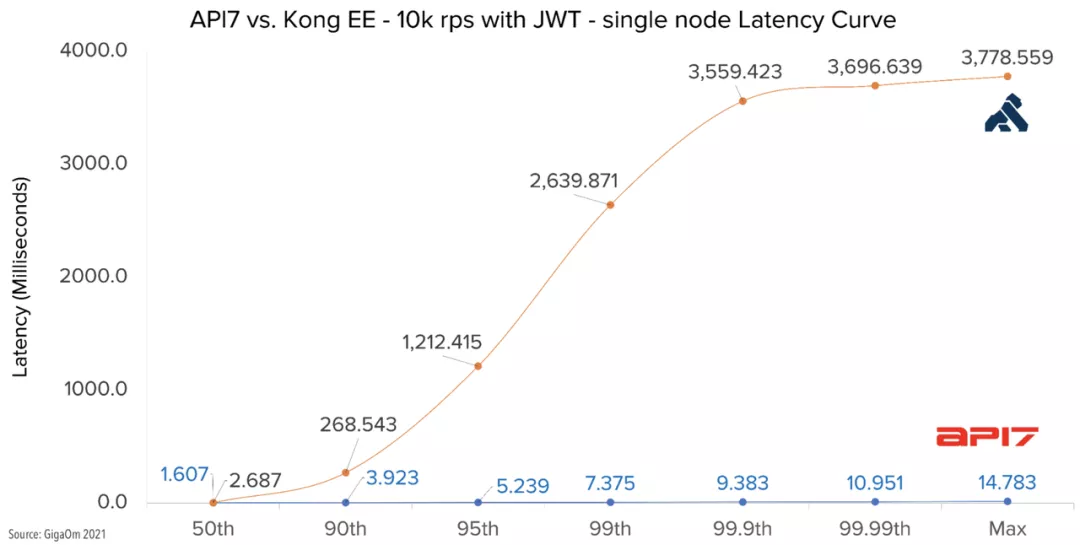 API7 vs. Kong EE - 10k rps with JWT - single node Latency Curve
4000.0
3000.0
2000.0
1000.0
0.0
Latency (Milliseconds)
3,559.423
3,696.639
3,778.559
2,639.871
1,212.415
268.543
2.687
API7
1.607
3.923
5.239
7.375
9.383
10.951
14.783
50th
90th
95th
99th
99.9th
99.99th
Max
Source: GigaOm 2021